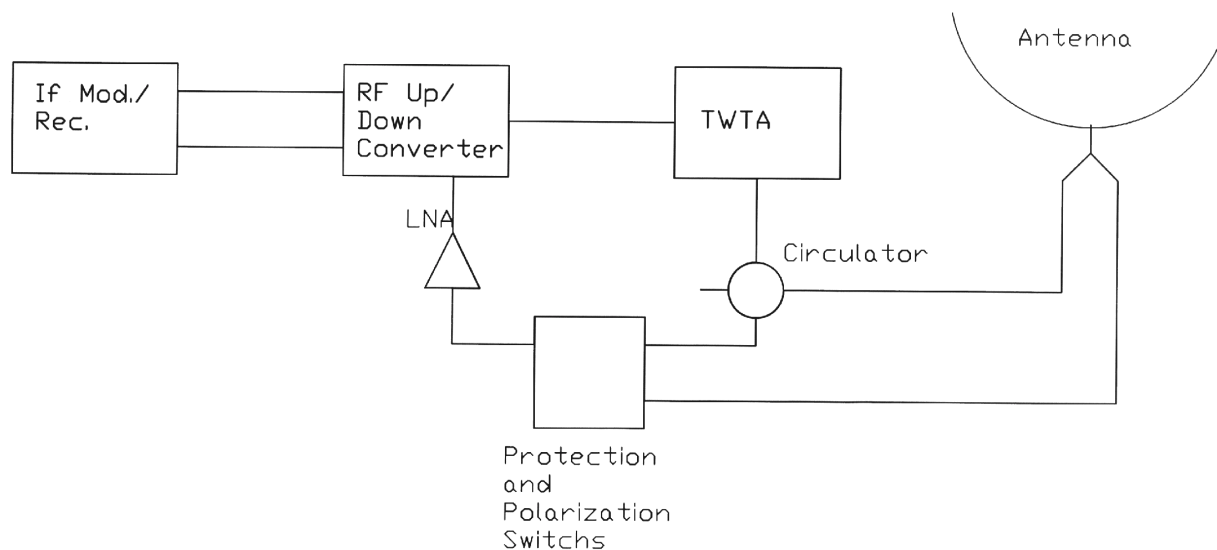 Antenna
If Mod./
Rec.
RF Up/
Down
Converter
TWTA
LNA
Circulator
Protection
and
Polarization
Switchs